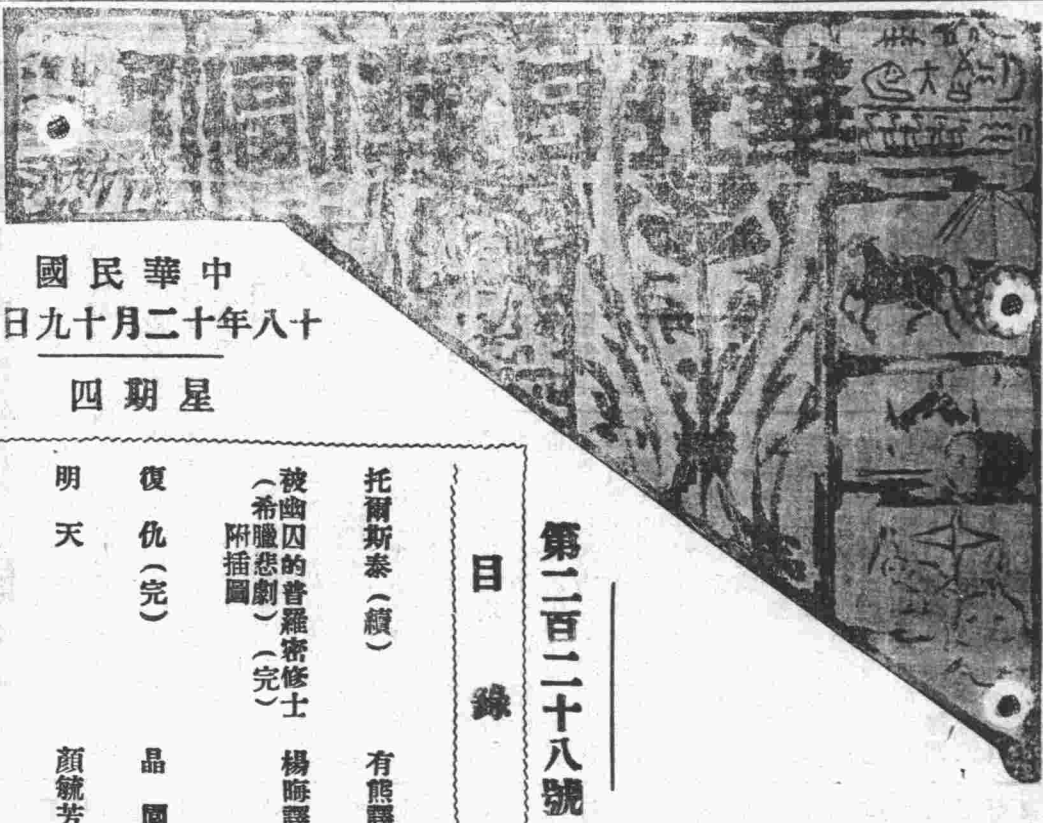 中華民國
十八年十二月十九日
星期四
第二百二十八號
目錄
托爾斯泰(續) 有熊譯
被幽囚的普羅密修士 楊晦譯
(希臘悲劇)(完)
附插圖
復仇(完) 晶園
明天 顏毓芳